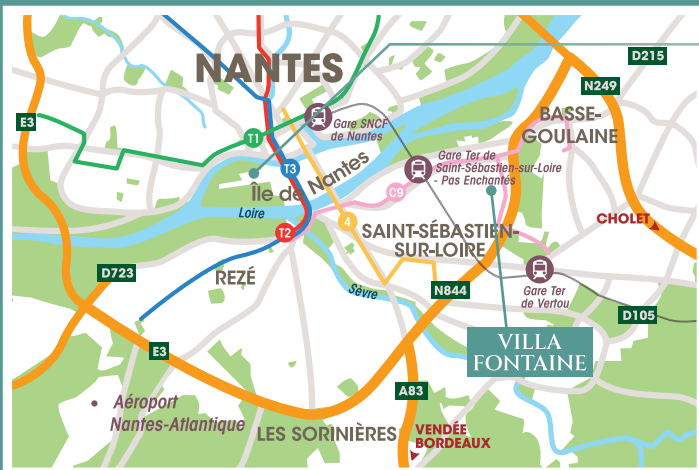 NANTES
D215
N249
E3
T1
Gare SNCF
de Nantes
BASSE-
GOULAINE
T3
Île de Nantes
Gare Ter de
Saint-Sébastien-sur-Loire
- Pas Enchantés
C9
Loire
4
T2
SAINT-SÉBASTIEN-
SUR-LOIRE
CHOLET
D723
REZÉ
Sèvre
N844
Gare Ter
de Vertou
D105
E3
VILLA
FONTAINE
A83
Aéroport
Nantes-Atlantique
LES SORINIÈRES
VENDÉE
BORDEAUX